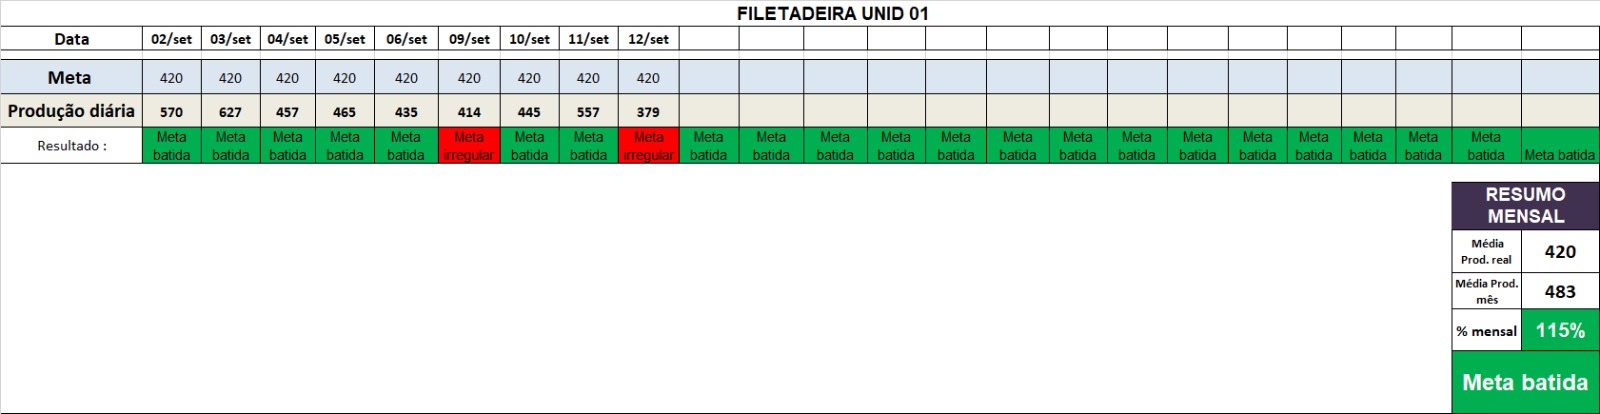 FILETADEIRA UNID 01
Data 02/set 03/set 04/set 05/set 06/set 09/set 10/set 11/set 12/set
Meta 420 420 420 420 420 420 420 420 420
Produção diária 570 627 457 465 435 414 445 557 379
Resultado : Meta batida Meta batida Meta batida Meta batida Meta batida Meta irregular Meta batida Meta batida Meta irregular Meta batida Meta batida Meta batida Meta batida Meta batida Meta batida Meta batida Meta batida Meta batida Meta batida Meta batida Meta batida Meta batida Meta batida Meta batida
RESUMO
MENSAL
Média
Prod. real 420
Média Prod.
mês 483
% mensal 115%
Meta batida